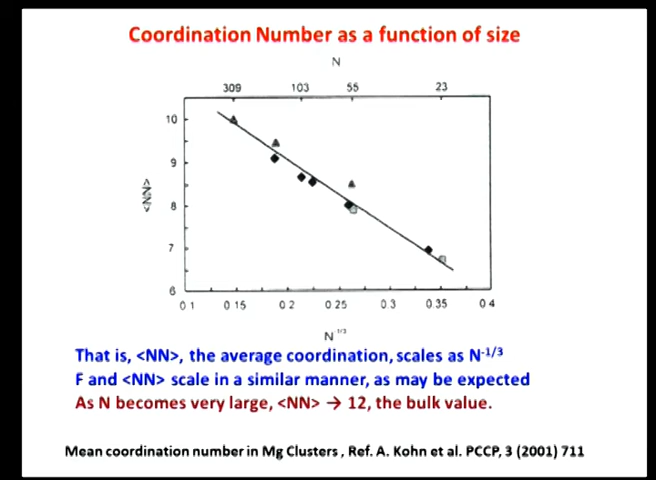 Coordination Number as a function of size
N
309 103 55 23
10
9
<NN>
8
7
6
0 1 0 15 0 2 0 25 0 3 0 35 0 4
N 1/3
That is, <NN>, the average coordination, scales as N-1/3
F and <NN> scale in a similar manner, as may be expected
As N becomes very large, <NN> → 12, the bulk value.
Mean coordination number in Mg Clusters , Ref. A. Kohn et al. PCCP, 3 (2001) 711